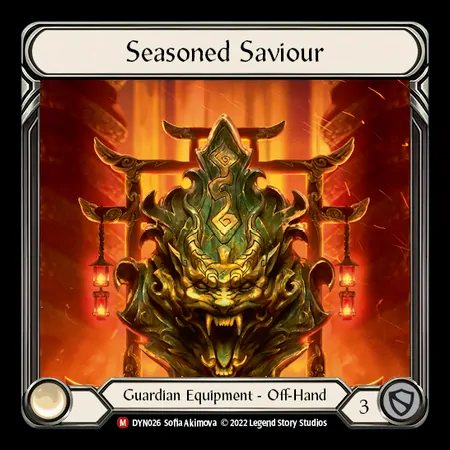 Seasoned Saviour
Guardian Equipment - Off-Hand
3
M DYN026 Sofia Akimova © 2022 Legend Story Studios